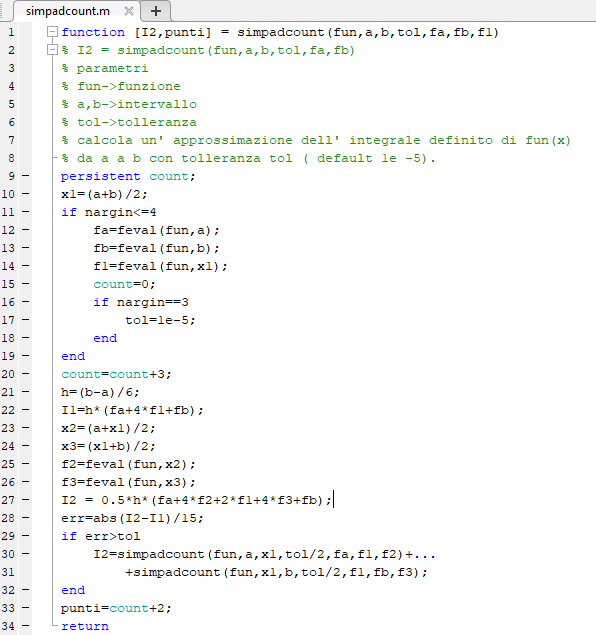 simpadcount.m
1 function [I2,punti] = simpadcount(fun,a,b,tol,fa,fb,f1)
2 % I2 = simpadcount(fun,a,b,tol,fa,fb)
3 % parametri
4 % fun->funzione
5 % a,b->intervallo
6 % tol->tolleranza
7 % calcola un' approssimazione dell' integrale definito di fun(x)
8 % da a a b con tolleranza tol ( default 1e -5).
9 persistent count;
10 x1=(a+b)/2;
11 if nargin<=4
12 fa=feval(fun,a);
13 fb=feval(fun,b);
14 f1=feval(fun,x1);
15 count=0;
16 if nargin==3
17 tol=1e-5;
18 end
19 end
20 count=count+3;
21 h=(b-a)/6;
22 I1=h*(fa+4*f1+fb);
23 x2=(a+x1)/2;
24 x3=(x1+b)/2;
25 f2=feval(fun,x2);
26 f3=feval(fun,x3);
27 I2 = 0.5*h*(fa+4*f2+2*f1+4*f3+fb);
28 err=abs(I2-I1)/15;
29 if err>tol
30 I2=simpadcount(fun,a,x1,tol/2,fa,f1,f2)+...
31 +simpadcount(fun,x1,b,tol/2,f1,fb,f3);
32 end
33 punti=count+2;
34 return